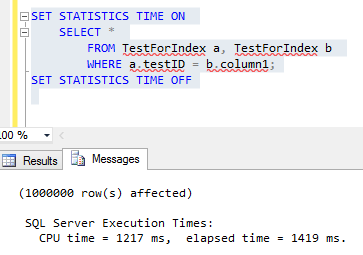 SET STATISTICS TIME ON
SELECT *
FROM TestForIndex a, TestForIndex b
WHERE a.testID = b.column1;
SET STATISTICS TIME OFF
00 %
Results Messages
(1000000 row(s) affected)
SQL Server Execution Times:
CPU time = 1217 ms, elapsed time = 1419 ms.